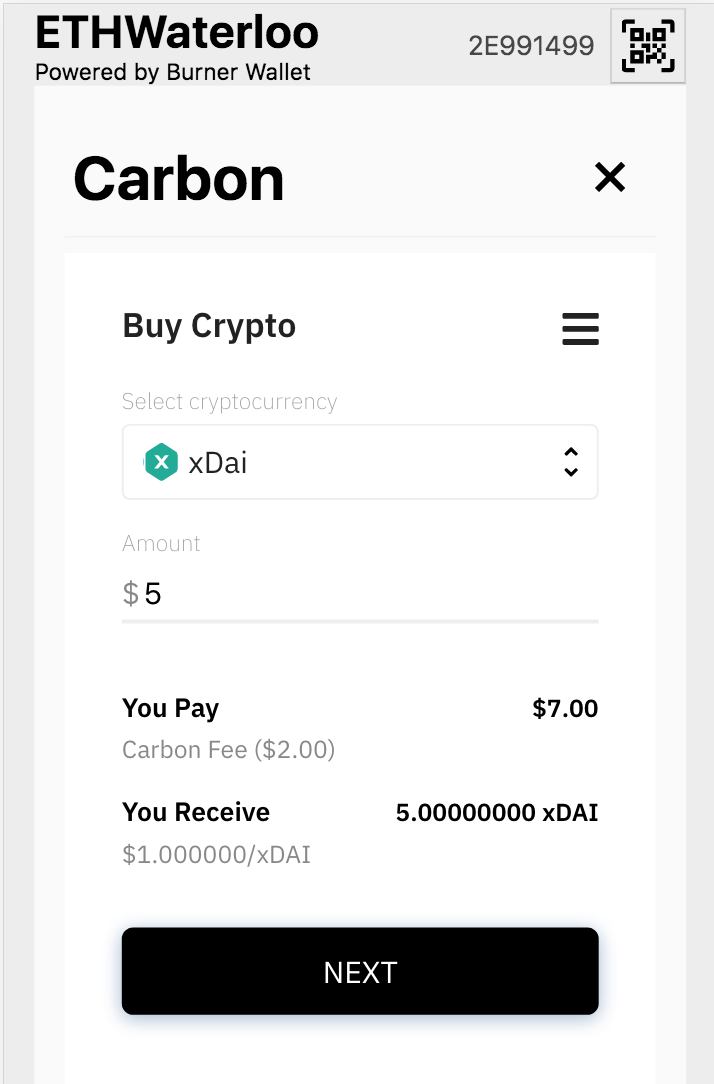 ETHWaterloo
Powered by Burner Wallet
2E991499
Carbon
Buy Crypto
Select cryptocurrency
x xDai
Amount
$ 5
You Pay $7.00
Carbon Fee ($2.00)
You Receive 5.00000000 xDAI
$1.000000/xDAI
NEXT